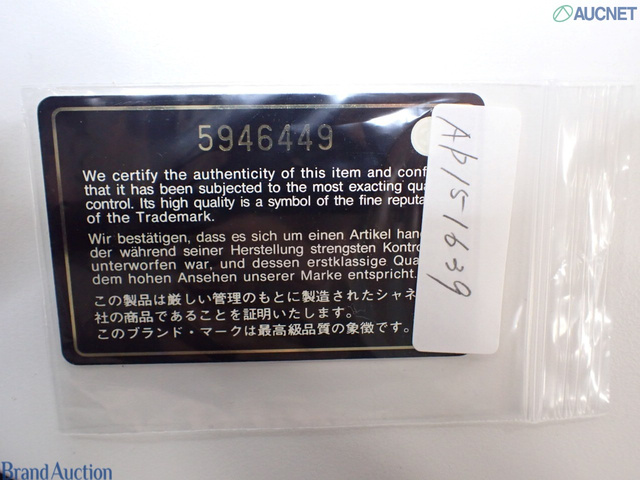 AUCNET
5946449
We certify the authenticity of this item and conf
that it has been subjected to the most exacting qu
control. Its high quality is a symbol of the fine reputa
of the Trademark.
Wir bestätigen, dass es sich um einen Artikel han
der während seiner Herstellung strengsten Kontro
unterworfen war, und dessen erstklassige Qua
dem hohen Ansehen unserer Marke entspricht.
この製品は厳しい管理のもとに製造されたシャネ
社の商品であることを証明いたします。
このブランド・マークは最高級品質の象徴です。
AP15-1639
Brand Auction